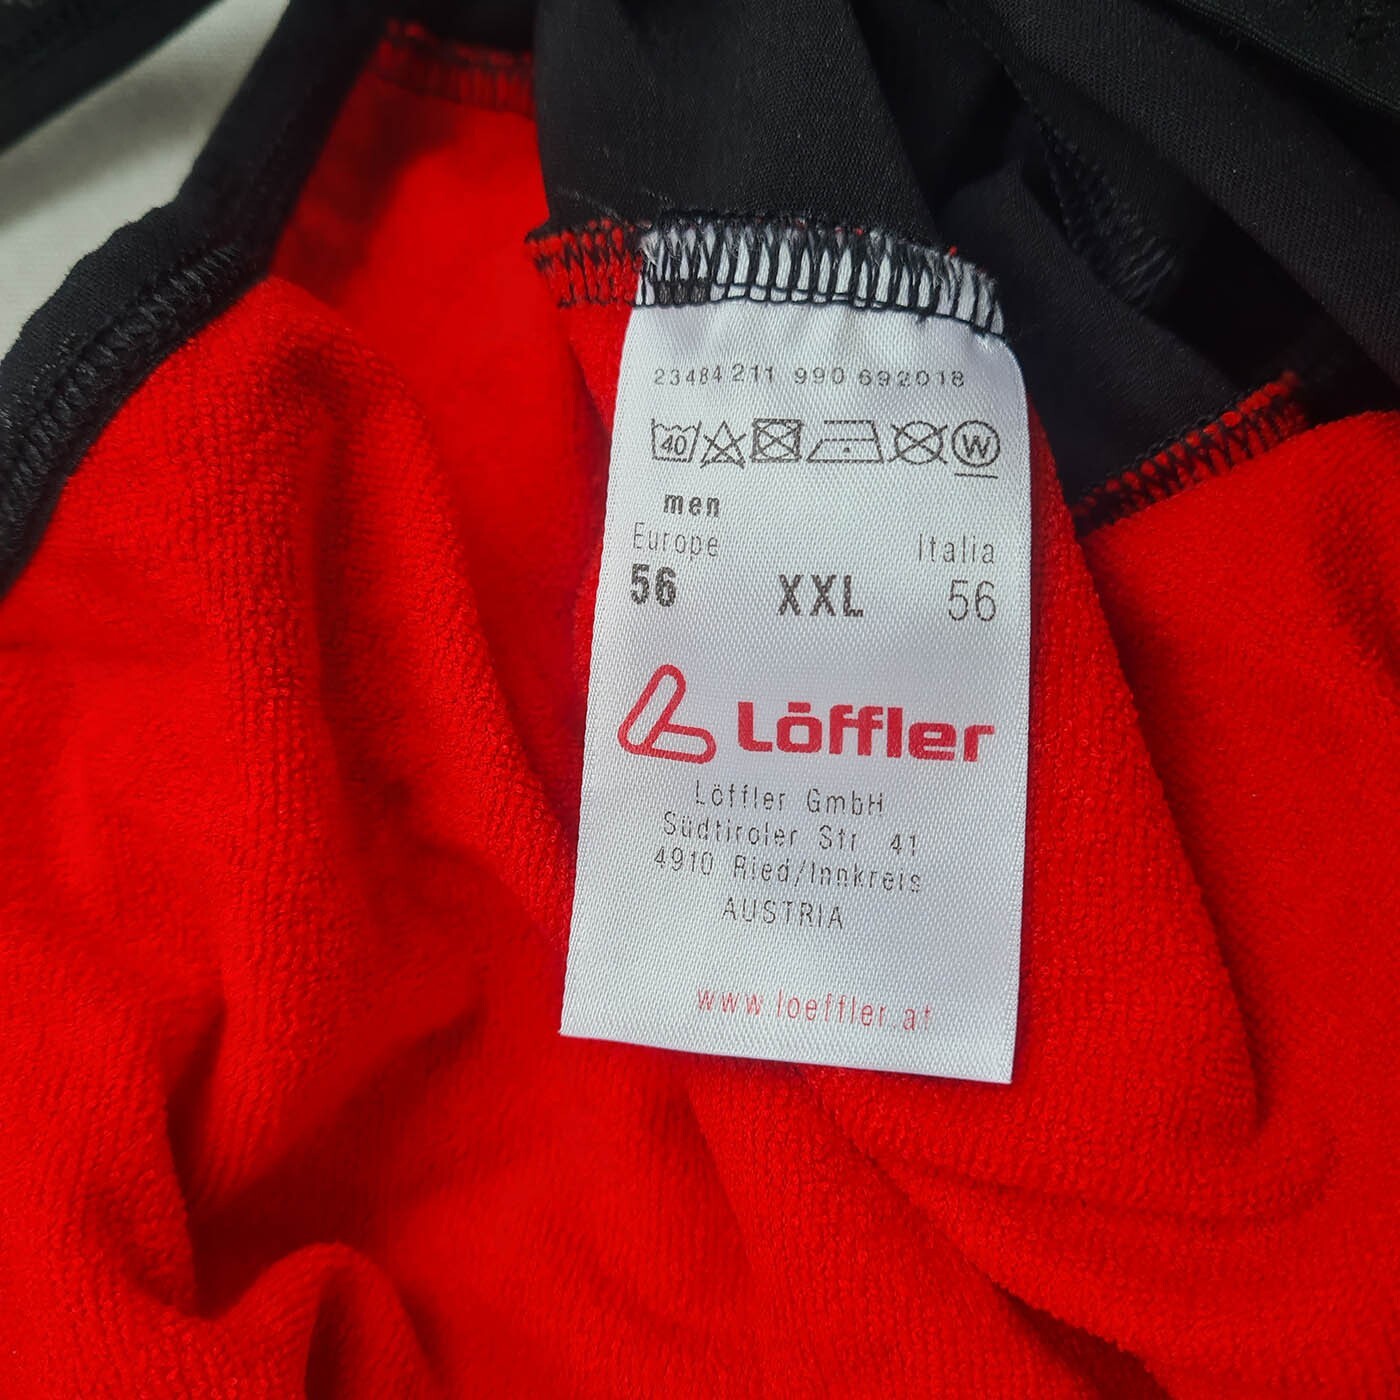 23484 211 990 692018
40 W
men
Europe Italia
56 XXL 56
Löffler
Löffler GmbH
Südtiroler Str 41
4910 Ried/Innkreis
AUSTRIA
www.loeffler.at